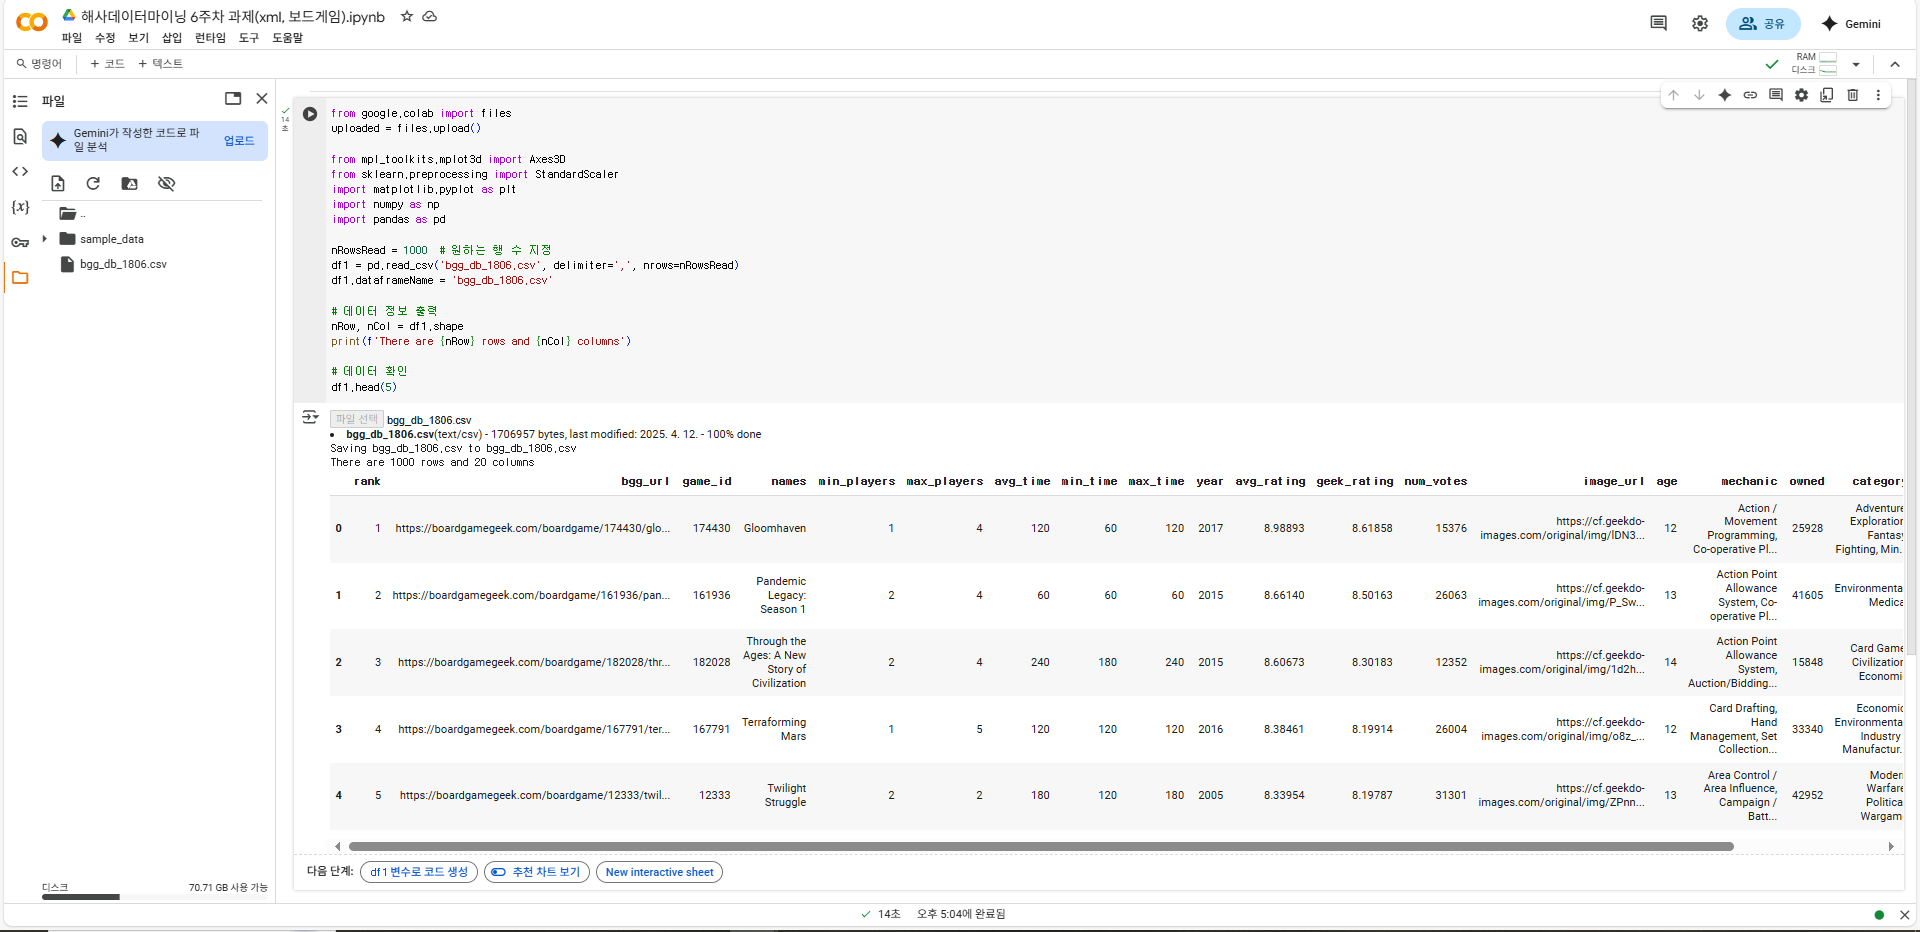 해사데이터마이닝 6주차 과제(xml, 보드게임).ipynb
파일 수정 보기 삽입 런타임 도구 도움말
공유
Gemini
명령어 + 코드 + 텍스트
RAM
디스크
파일
Gemini가 작성한 코드로 파
일 분석
업로드
{x}
..
sample_data
bgg_db_1806.csv
디스크
70.71 GB 사용 가능
14
초
from google.colab import files
uploaded = files.upload()
from mpl_toolkits.mplot3d import Axes3D
from sklearn.preprocessing import StandardScaler
import matplotlib.pyplot as plt
import numpy as np
import pandas as pd
nRowsRead = 1000 # 원하는 행 수 지정
df1 = pd.read_csv('bgg_db_1806.csv', delimiter=',', nrows=nRowsRead)
df1.dataframeName = 'bgg_db_1806.csv'
# 데이터 정보 출력
nRow, nCol = df1.shape
print(f'There are {nRow} rows and {nCol} columns')
# 데이터 확인
df1.head(5)
파일 선택 bgg_db_1806.csv
• bgg_db_1806.csv(text/csv) - 1706957 bytes, last modified: 2025. 4. 12. - 100% done
Saving bgg_db_1806.csv to bgg_db_1806.csv
There are 1000 rows and 20 columns
rank bgg_url game_id names min_players max_players avg_time min_time max_time year avg_rating geek_rating num_votes image_url age mechanic owned category
0 1 https://boardgamegeek.com/boardgame/174430/glo... 174430 Gloomhaven 1 4 120 60 120 2017 8.98893 8.61858 15376 https://cf.geekdo-images.com/original/img/lDN3... 12 Action / Movement Programming, Co-operative Pl... 25928 Adventure Exploration Fantasy Fighting, Min...
1 2 https://boardgamegeek.com/boardgame/161936/pan... 161936 Pandemic Legacy: Season 1 2 4 60 60 60 2015 8.66140 8.50163 26063 https://cf.geekdo-images.com/original/img/P_Sw... 13 Action Point Allowance System, Co-operative Pl... 41605 Environmenta Medica
2 3 https://boardgamegeek.com/boardgame/182028/thr... 182028 Through the Ages: A New Story of Civilization 2 4 240 180 240 2015 8.60673 8.30183 12352 https://cf.geekdo-images.com/original/img/1d2h... 14 Action Point Allowance System, Auction/Bidding... 15848 Card Game Civilization Economi
3 4 https://boardgamegeek.com/boardgame/167791/ter... 167791 Terraforming Mars 1 5 120 120 120 2016 8.38461 8.19914 26004 https://cf.geekdo-images.com/original/img/o8z_... 12 Card Drafting, Hand Management, Set Collection... 33340 Economic Environmenta Industry Manufactur...
4 5 https://boardgamegeek.com/boardgame/12333/twil... 12333 Twilight Struggle 2 2 180 120 180 2005 8.33954 8.19787 31301 https://cf.geekdo-images.com/original/img/ZPnn... 13 Area Control / Area Influence, Campaign / Batt... 42952 Modern Warfare Politica Wargam
다음 단계: df1 변수로 코드 생성 추천 차트 보기 New interactive sheet
14초 오후 5:04에 완료됨